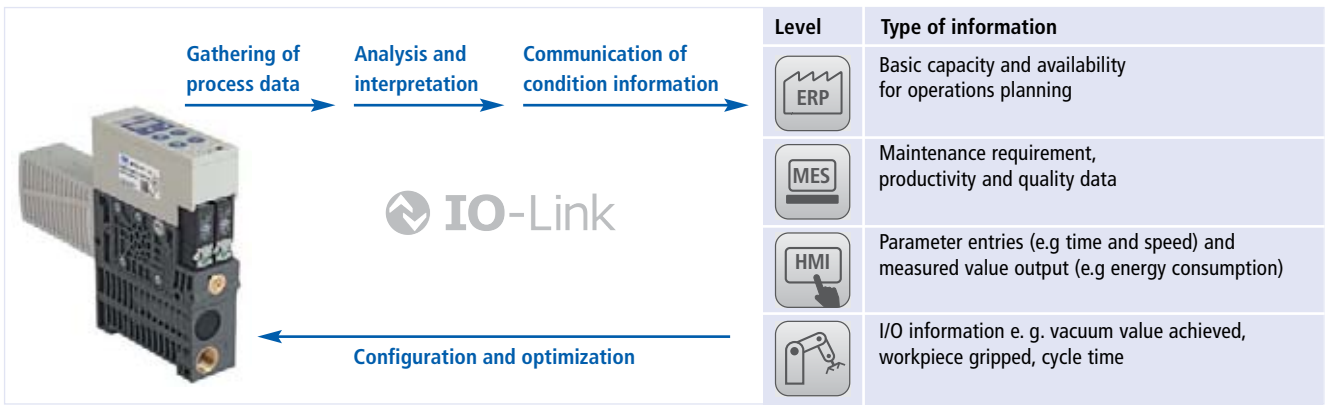 Gathering of
process data
Analysis and
interpretation
Communication of
condition information
IO-Link
Configuration and optimization
Level Type of information
ERP
Basic capacity and availability
for operations planning
MES
Maintenance requirement,
productivity and quality data
HMI
Parameter entries (e.g time and speed) and
measured value output (e.g energy consumption)
I/O information e. g. vacuum value achieved,
workpiece gripped, cycle time